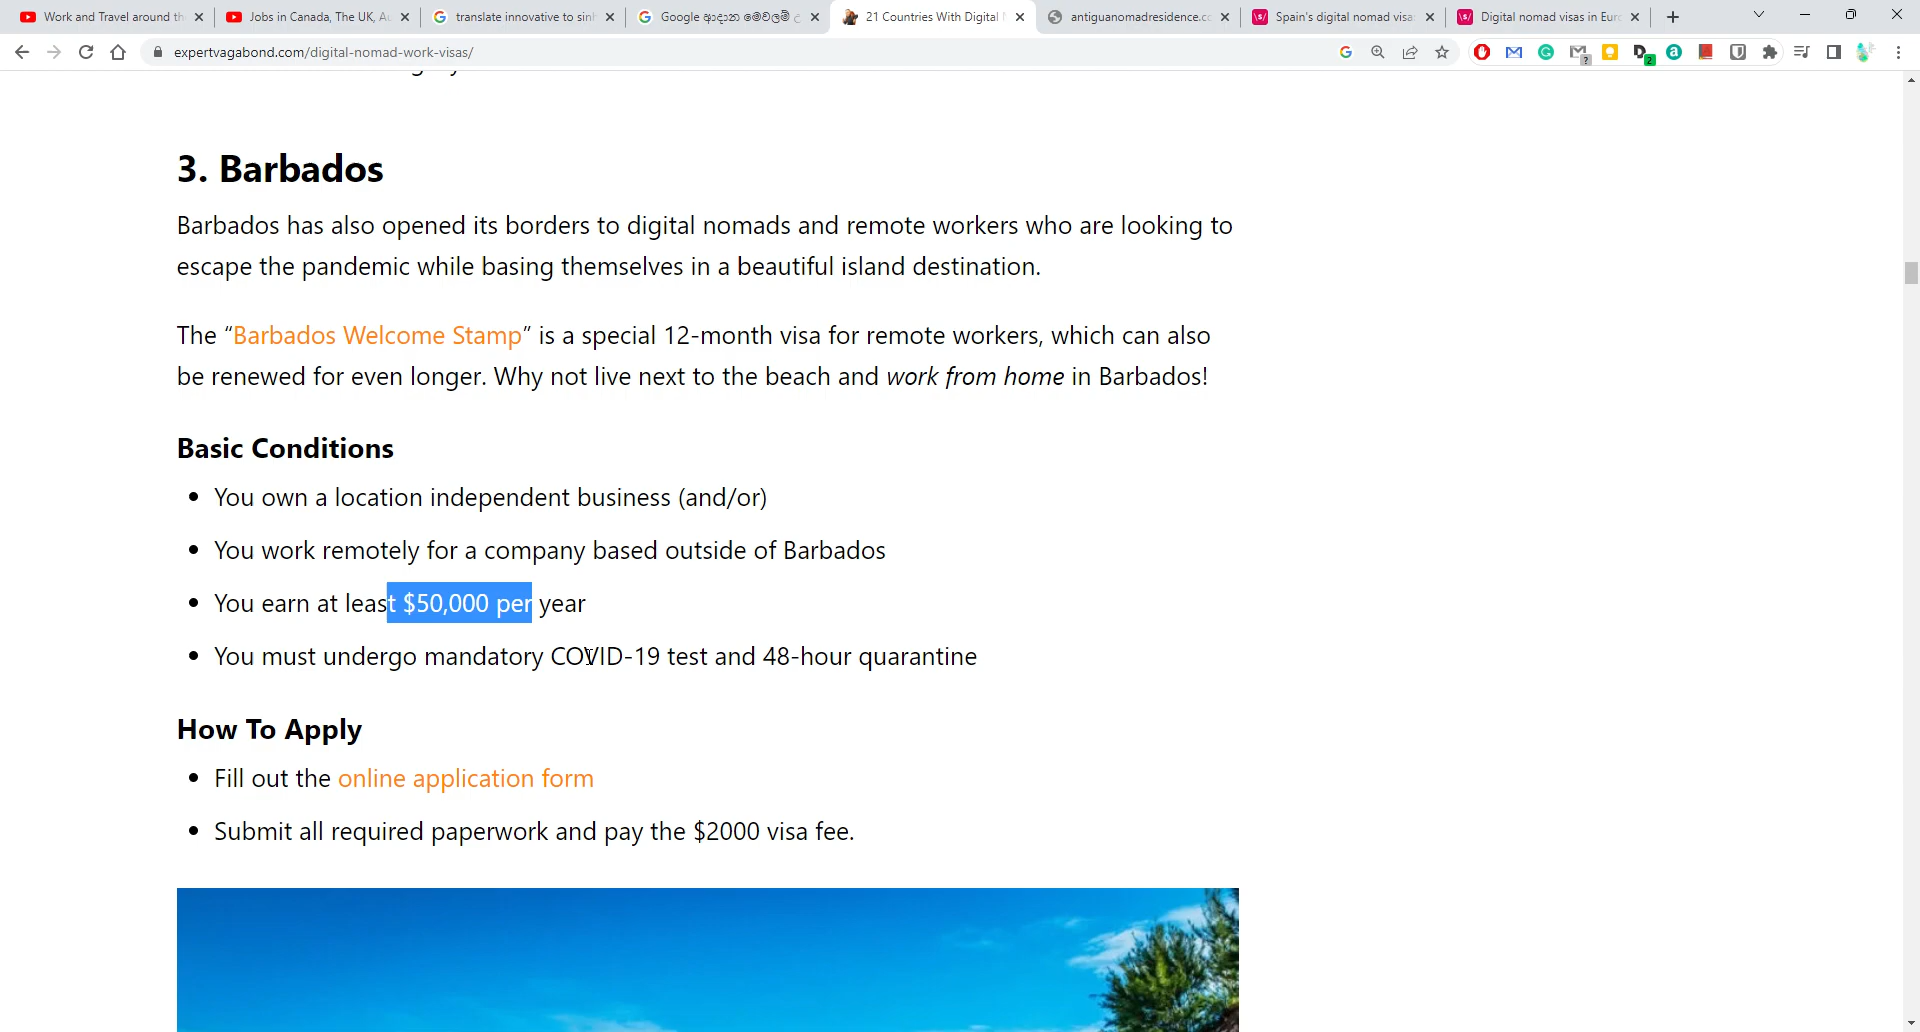 Work and Travel around th
Jobs in Canada, The UK, Au
translate innovative to sinh
Google ආදාන මෙවලම්
21 Countries With Digital
antiguanomadresidence.co
Spain's digital nomad visa:
Digital nomad visas in Euro
expertvagabond.com/digital-nomad-work-visas/
3. Barbados
Barbados has also opened its borders to digital nomads and remote workers who are looking to
escape the pandemic while basing themselves in a beautiful island destination.
The “Barbados Welcome Stamp” is a special 12-month visa for remote workers, which can also
be renewed for even longer. Why not live next to the beach and work from home in Barbados!
Basic Conditions
• You own a location independent business (and/or)
• You work remotely for a company based outside of Barbados
• You earn at least $50,000 per year
• You must undergo mandatory COVID-19 test and 48-hour quarantine
How To Apply
• Fill out the online application form
• Submit all required paperwork and pay the $2000 visa fee.